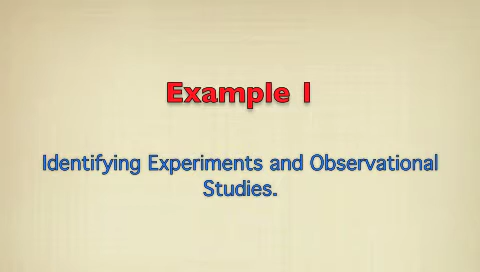 Example 1
Identifying Experiments and Observational
Studies.